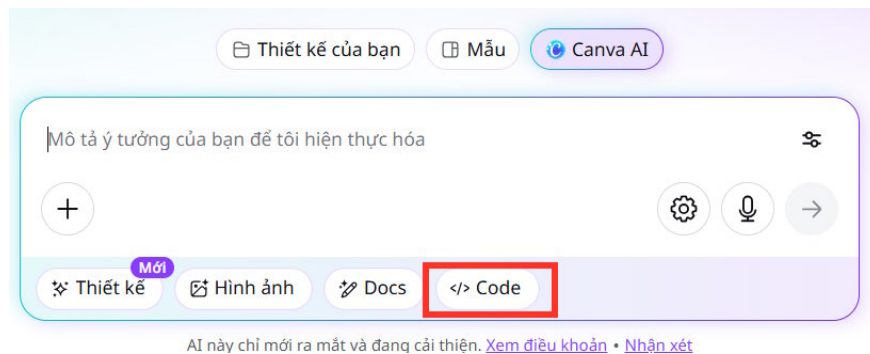 Thiết kế của bạn Mẫu Canva AI
Mô tả ý tưởng của bạn để tôi hiện thực hóa
Mới
Thiết kế Hình ảnh Docs </> Code
AI này chỉ mới ra mắt và đang cải thiện. Xem điều khoản • Nhận xét